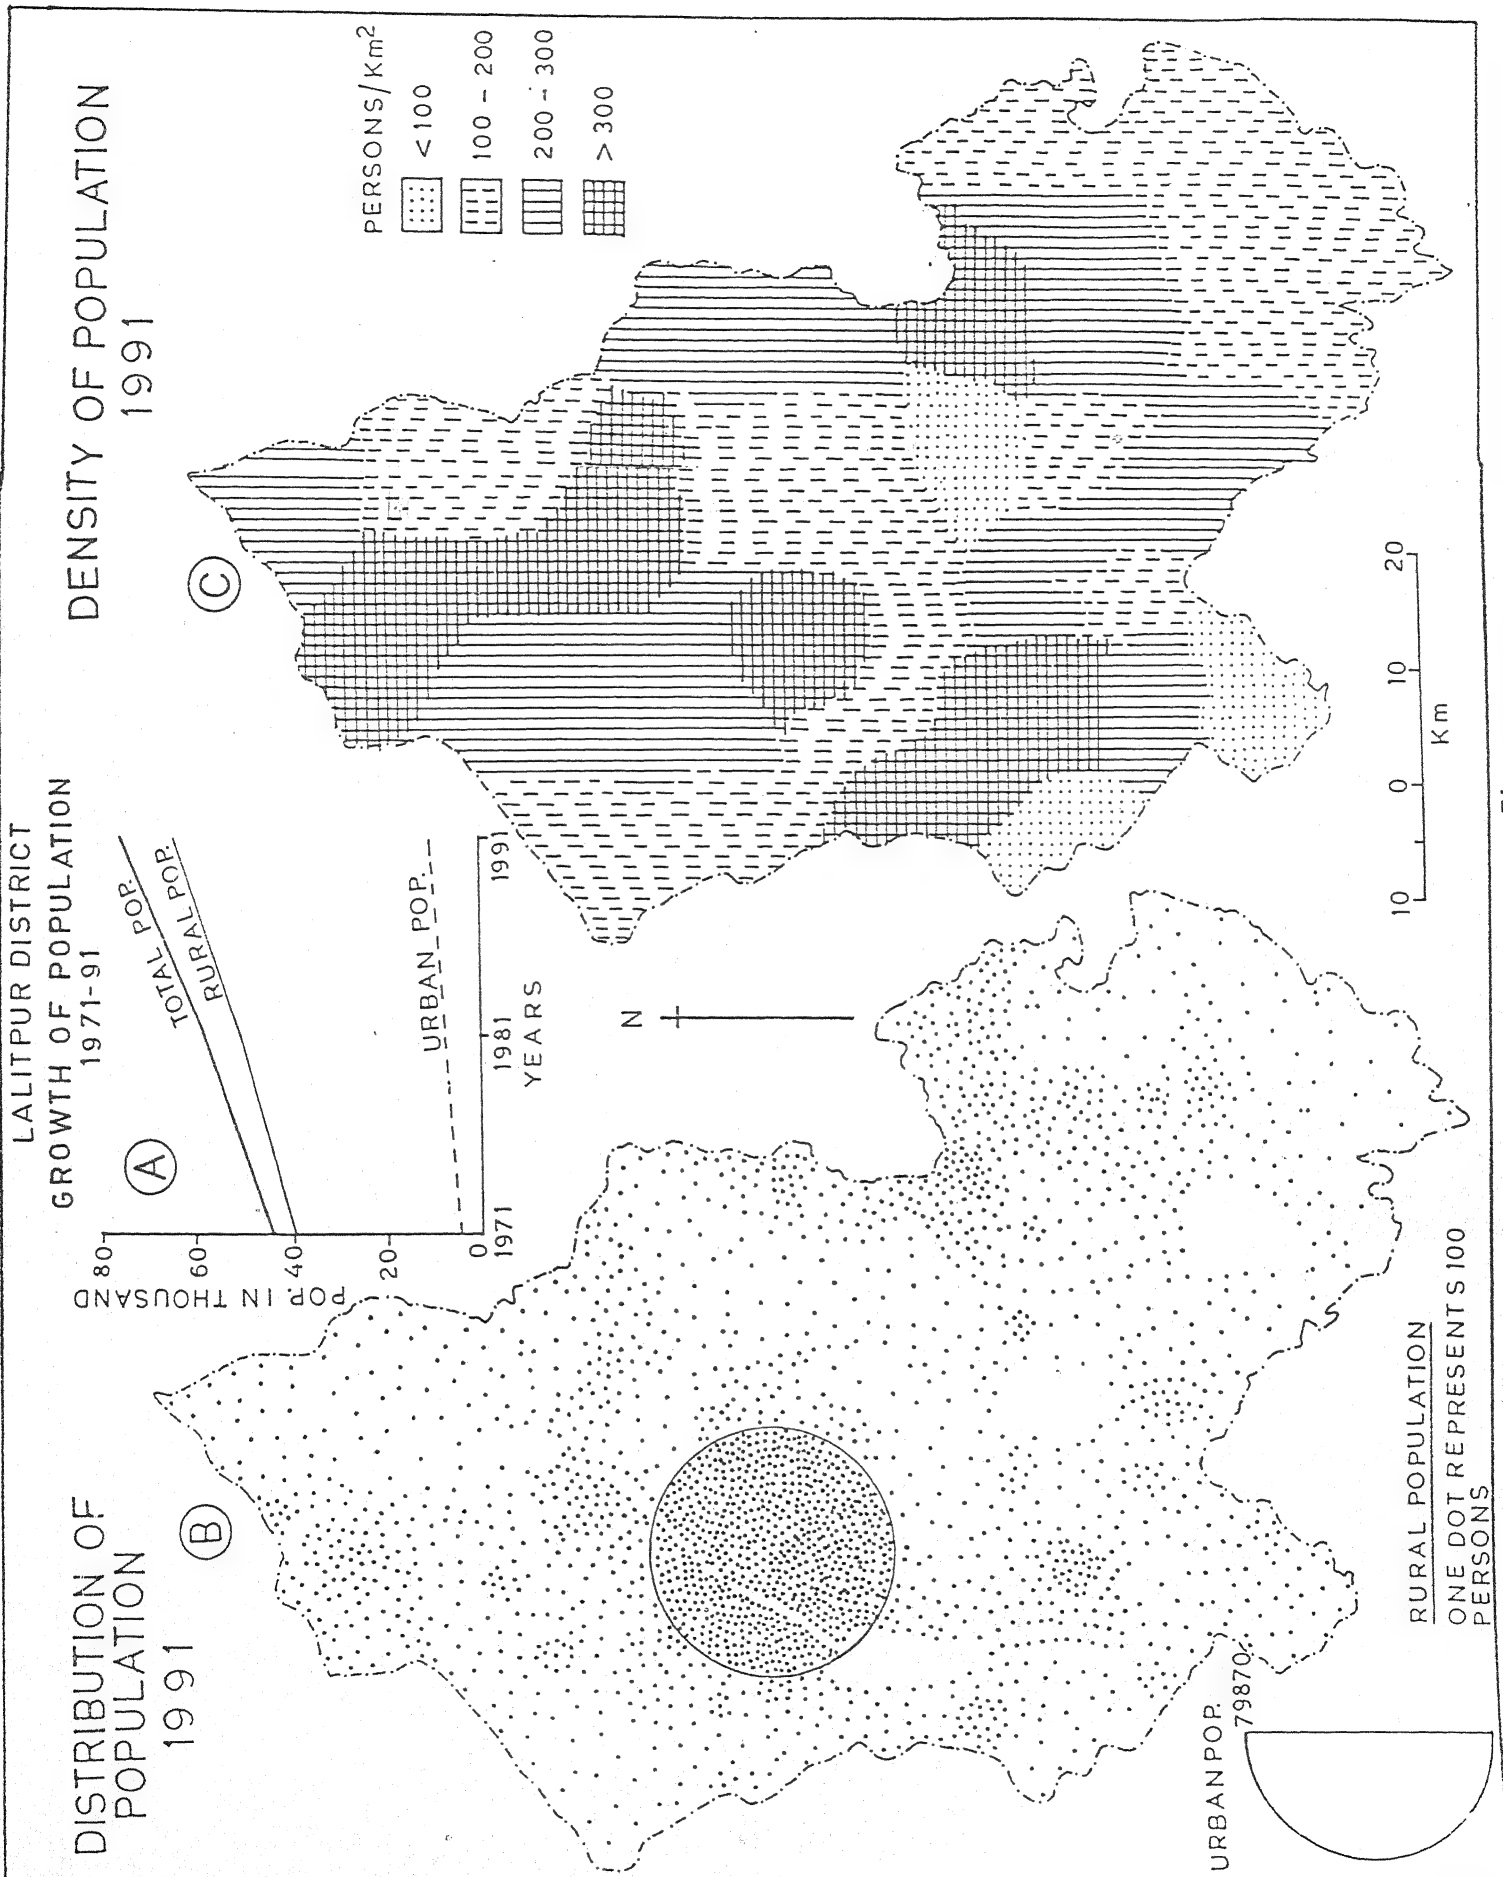 LALITPUR DISTRICT
GROWTH OF POPULATION
1971-91
A
POP. IN THOUSAND
80
60
40
20
0
TOTAL POP.
RURAL POP.
URBAN POP.
1971
1981
1991
YEARS
N
DISTRIBUTION OF
POPULATION
1991
B
URBAN POP.
79870
RURAL POPULATION
ONE DOT REPRESENTS 100
PERSONS
DENSITY OF POPULATION
1991
C
PERSONS/Km²
<100
100 - 200
200 - 300
>300
10
0
10
20
Km